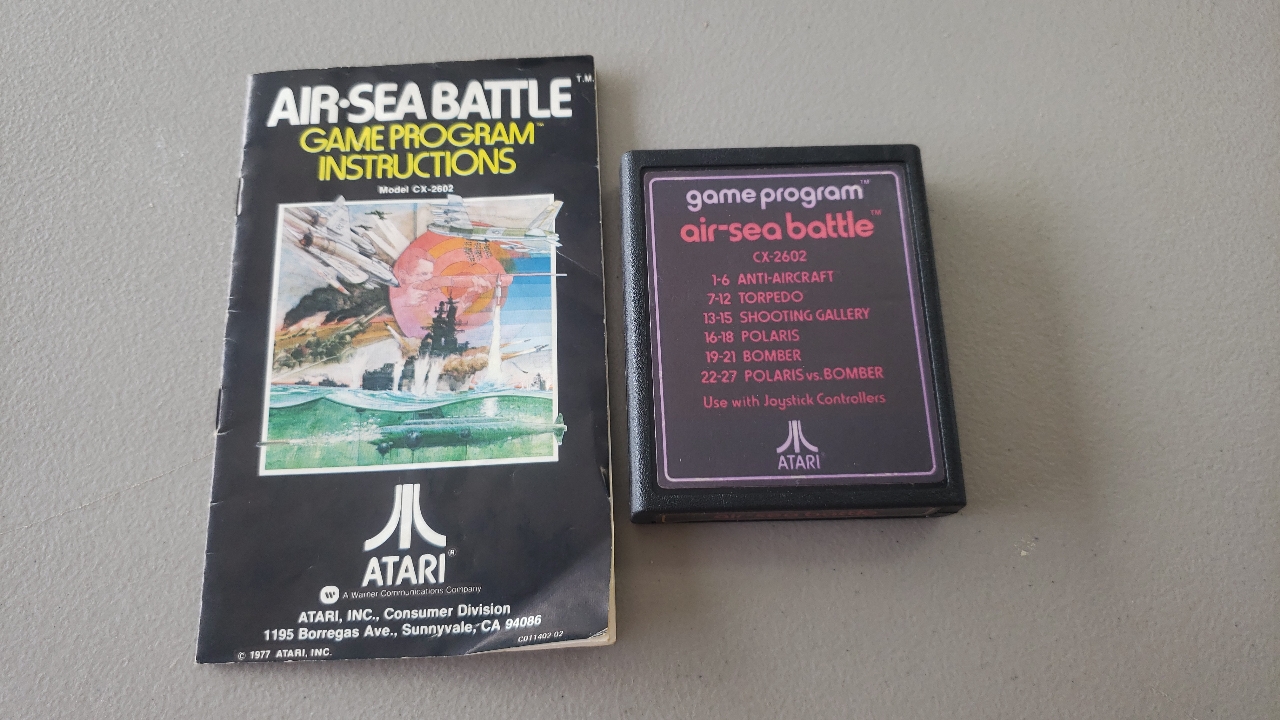 AIR•SEA BATTLE T.M.
GAME PROGRAM™
INSTRUCTIONS
Model CX-2602
ATARI®
W A Warner Communications Company
ATARI, INC., Consumer Division
1195 Borregas Ave., Sunnyvale, CA 94086
C011402-02
© 1977 ATARI, INC.
game program™
air-sea battle™
CX-2602
1-6 ANTI-AIRCRAFT
7-12 TORPEDO
13-15 SHOOTING GALLERY
16-18 POLARIS
19-21 BOMBER
22-27 POLARIS vs. BOMBER
Use with Joystick Controllers
ATARI